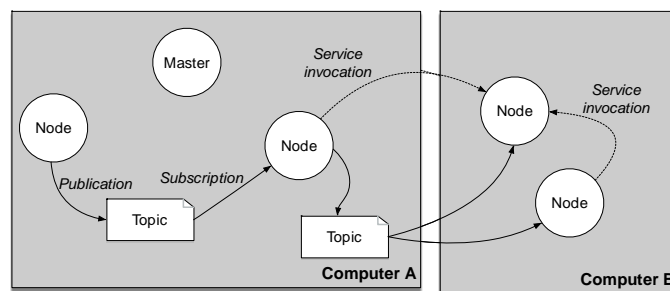 Master
Service
invocation
Node
Node
Node
Service
invocation
Publication
Subscription
Topic
Topic
Node
Computer A
Computer B